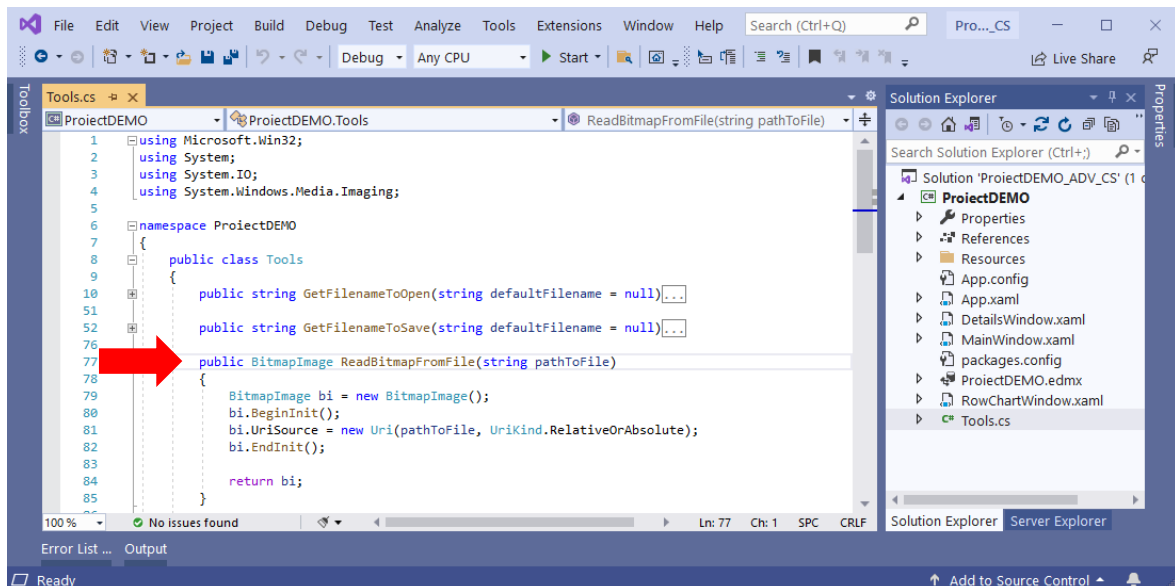 File Edit View Project Build Debug Test Analyze Tools Extensions Window Help Search (Ctrl+Q) Pro..._CS
Debug Any CPU Start Live Share
Toolbox
Tools.cs
ProiectDEMO ProiectDEMO.Tools ReadBitmapFromFile(string pathToFile)
1 using Microsoft.Win32;
2 using System;
3 using System.IO;
4 using System.Windows.Media.Imaging;
5
6 namespace ProiectDEMO
7 {
8 public class Tools
9 {
10 public string GetFilenameToOpen(string defaultFilename = null)...
51
52 public string GetFilenameToSave(string defaultFilename = null)...
76
77 public BitmapImage ReadBitmapFromFile(string pathToFile)
78 {
79 BitmapImage bi = new BitmapImage();
80 bi.BeginInit();
81 bi.UriSource = new Uri(pathToFile, UriKind.RelativeOrAbsolute);
82 bi.EndInit();
83
84 return bi;
85 }
100 % No issues found Ln: 77 Ch: 1 SPC CRLF
Solution Explorer
Search Solution Explorer (Ctrl+;)
Solution 'ProiectDEMO_ADV_CS' (1
ProiectDEMO
Properties
References
Resources
App.config
App.xaml
DetailsWindow.xaml
MainWindow.xaml
packages.config
ProiectDEMO.edmx
RowChartWindow.xaml
C# Tools.cs
Solution Explorer Server Explorer
Properties
Error List ... Output
Ready Add to Source Control